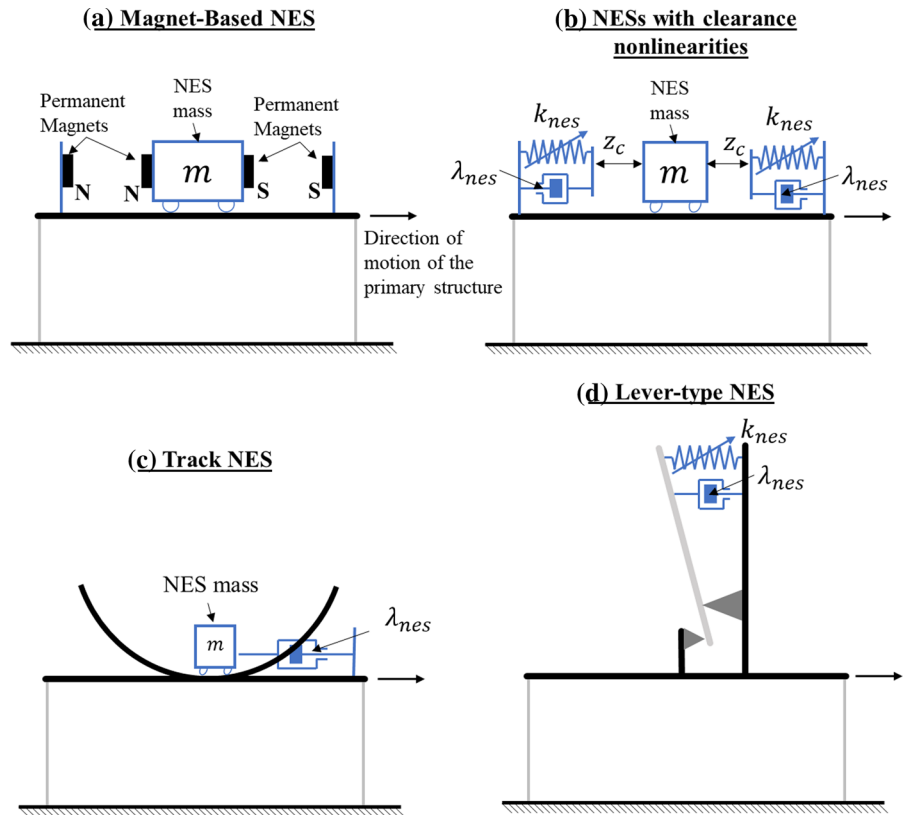 (a) Magnet-Based NES
Permanent
Magnets
NES
mass
Permanent
Magnets
m
N
N
S
S
Direction of
motion of the
primary structure
(b) NESs with clearance
nonlinearities
NES
mass
k_nes
z_c
z_c
k_nes
λ_nes
m
λ_nes
(c) Track NES
NES mass
m
λ_nes
(d) Lever-type NES
k_nes
λ_nes